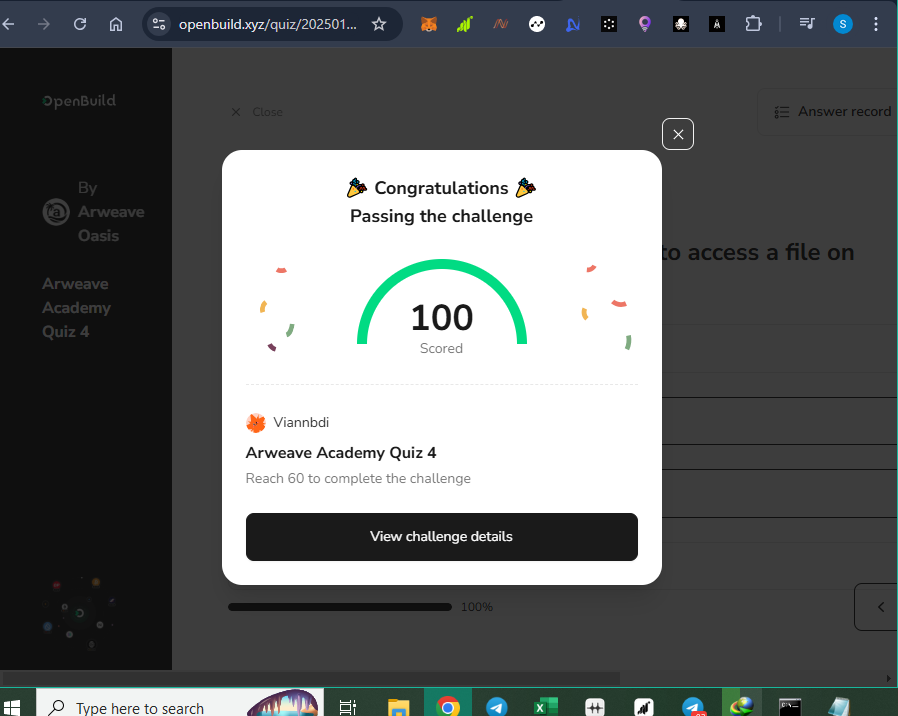 openbuild.xyz/quiz/202501...
S
OpenBuild
Close
Answer record
By
Arweave
Oasis
Arweave
Academy
Quiz 4
to access a file on
🎉 Congratulations 🎉
Passing the challenge
100
Scored
Viannbdi
Arweave Academy Quiz 4
Reach 60 to complete the challenge
View challenge details
100%
Type here to search